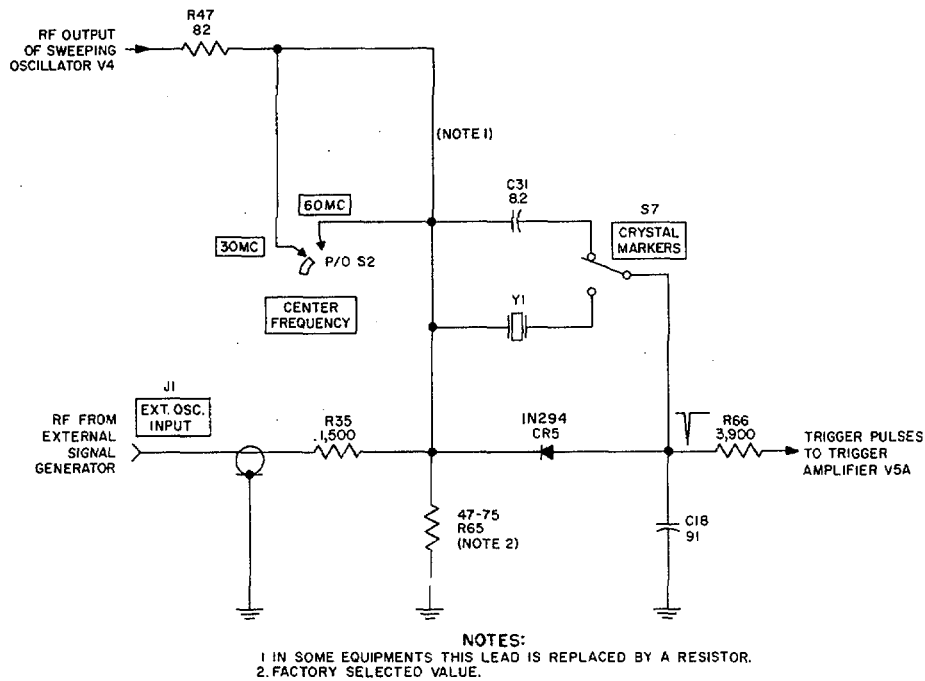 R47
82
RF OUTPUT
OF SWEEPING
OSCILLATOR V4
(NOTE 1)
C31
8.2
S7
CRYSTAL
MARKERS
60MC
30MC
P/O S2
CENTER
FREQUENCY
Y1
J1
EXT. OSC.
INPUT
RF FROM
EXTERNAL
SIGNAL
GENERATOR
R35
1,500
IN294
CR5
R66
3,900
TRIGGER PULSES
TO TRIGGER
AMPLIFIER V5A
47-75
R65
(NOTE 2)
C18
91
NOTES:
1 IN SOME EQUIPMENTS THIS LEAD IS REPLACED BY A RESISTOR.
2. FACTORY SELECTED VALUE.